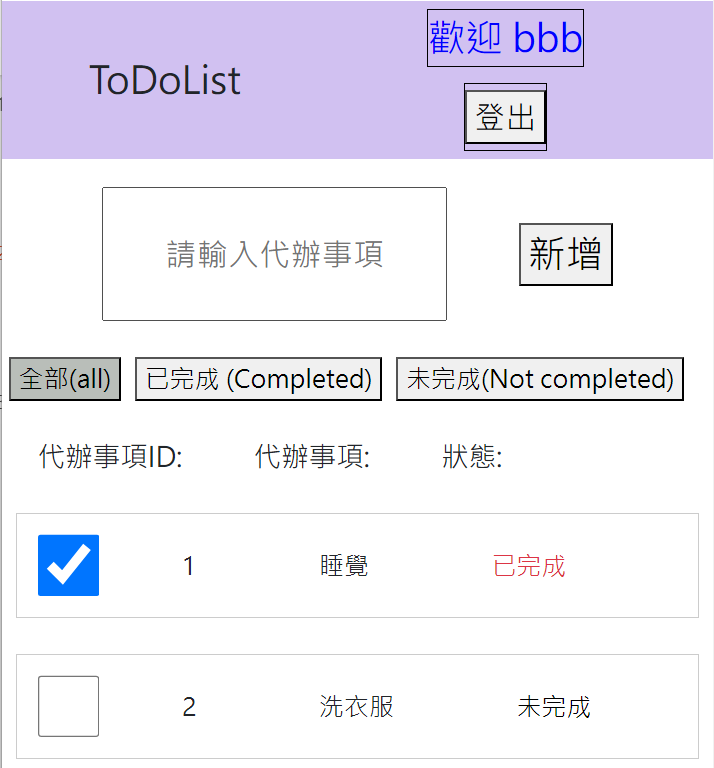 歡迎 bbb
ToDoList
登出
請輸入代辦事項
新增
全部(all) 已完成 (Completed) 未完成(Not completed)
代辦事項ID: 代辦事項: 狀態:
1 睡覺 已完成
2 洗衣服 未完成